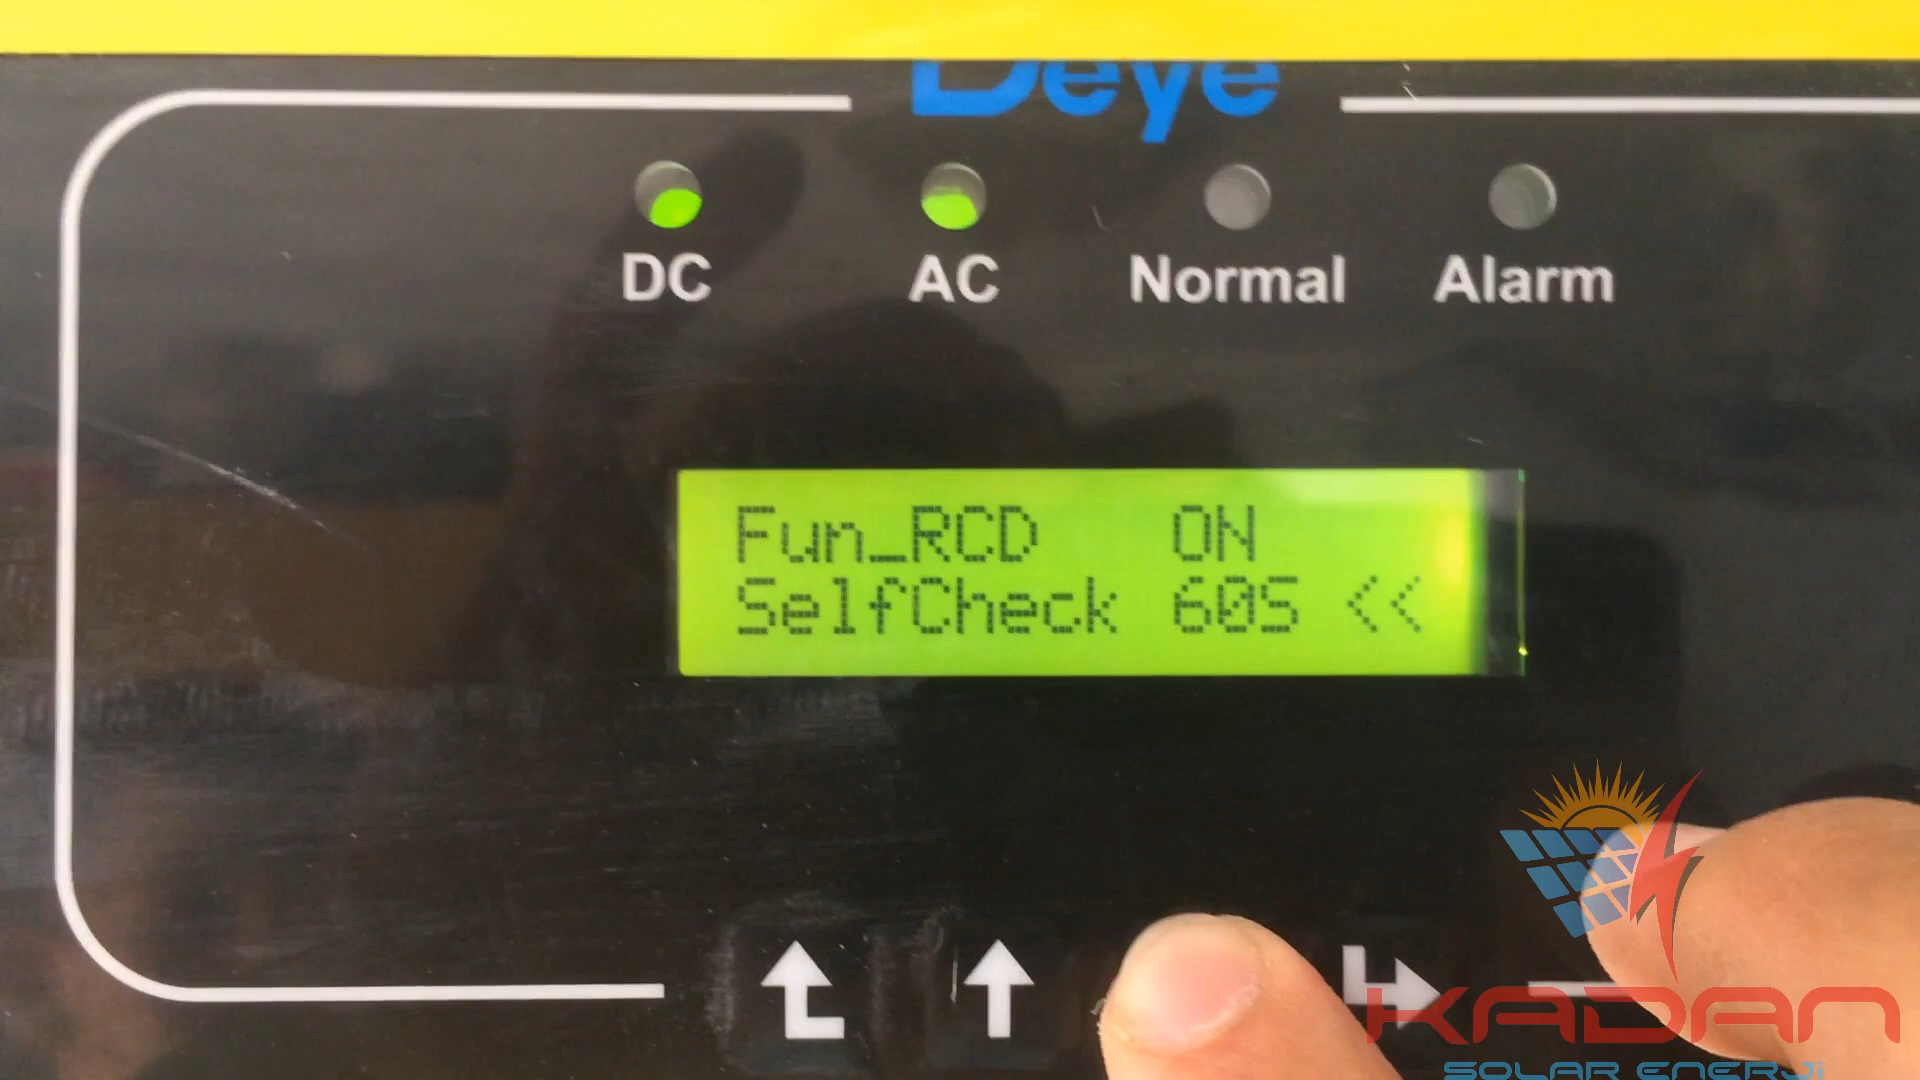 Deye
DC AC Normal Alarm
Fun_RCD ON
SelfCheck 60S <<
KADAN
SOLAR ENERJi